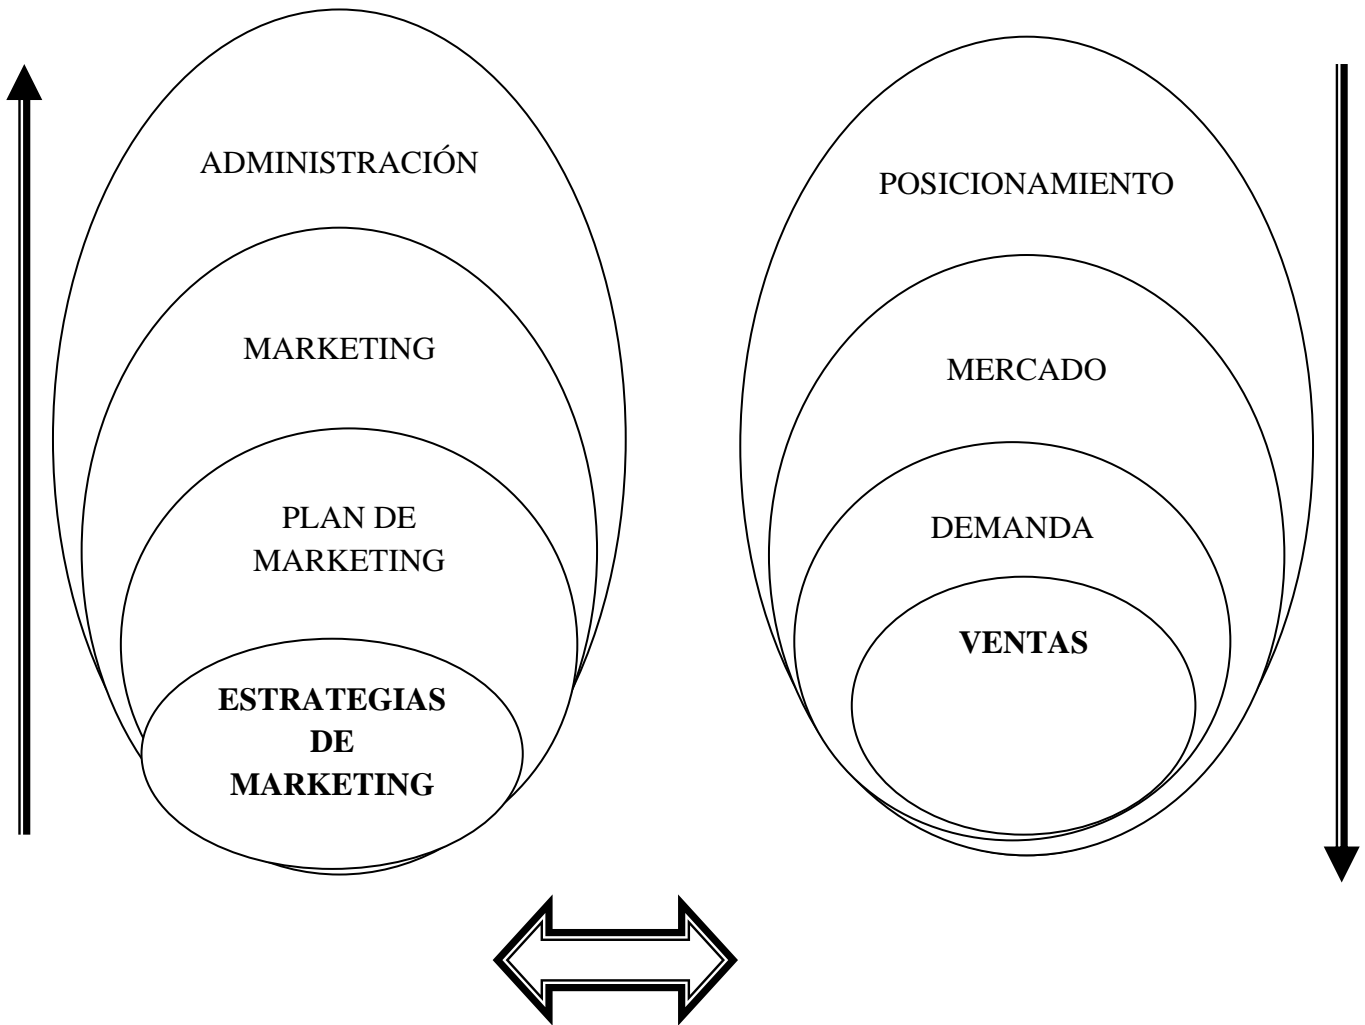 ADMINISTRACIÓN
MARKETING
PLAN DE
MARKETING
ESTRATEGIAS
DE
MARKETING
POSICIONAMIENTO
MERCADO
DEMANDA
VENTAS